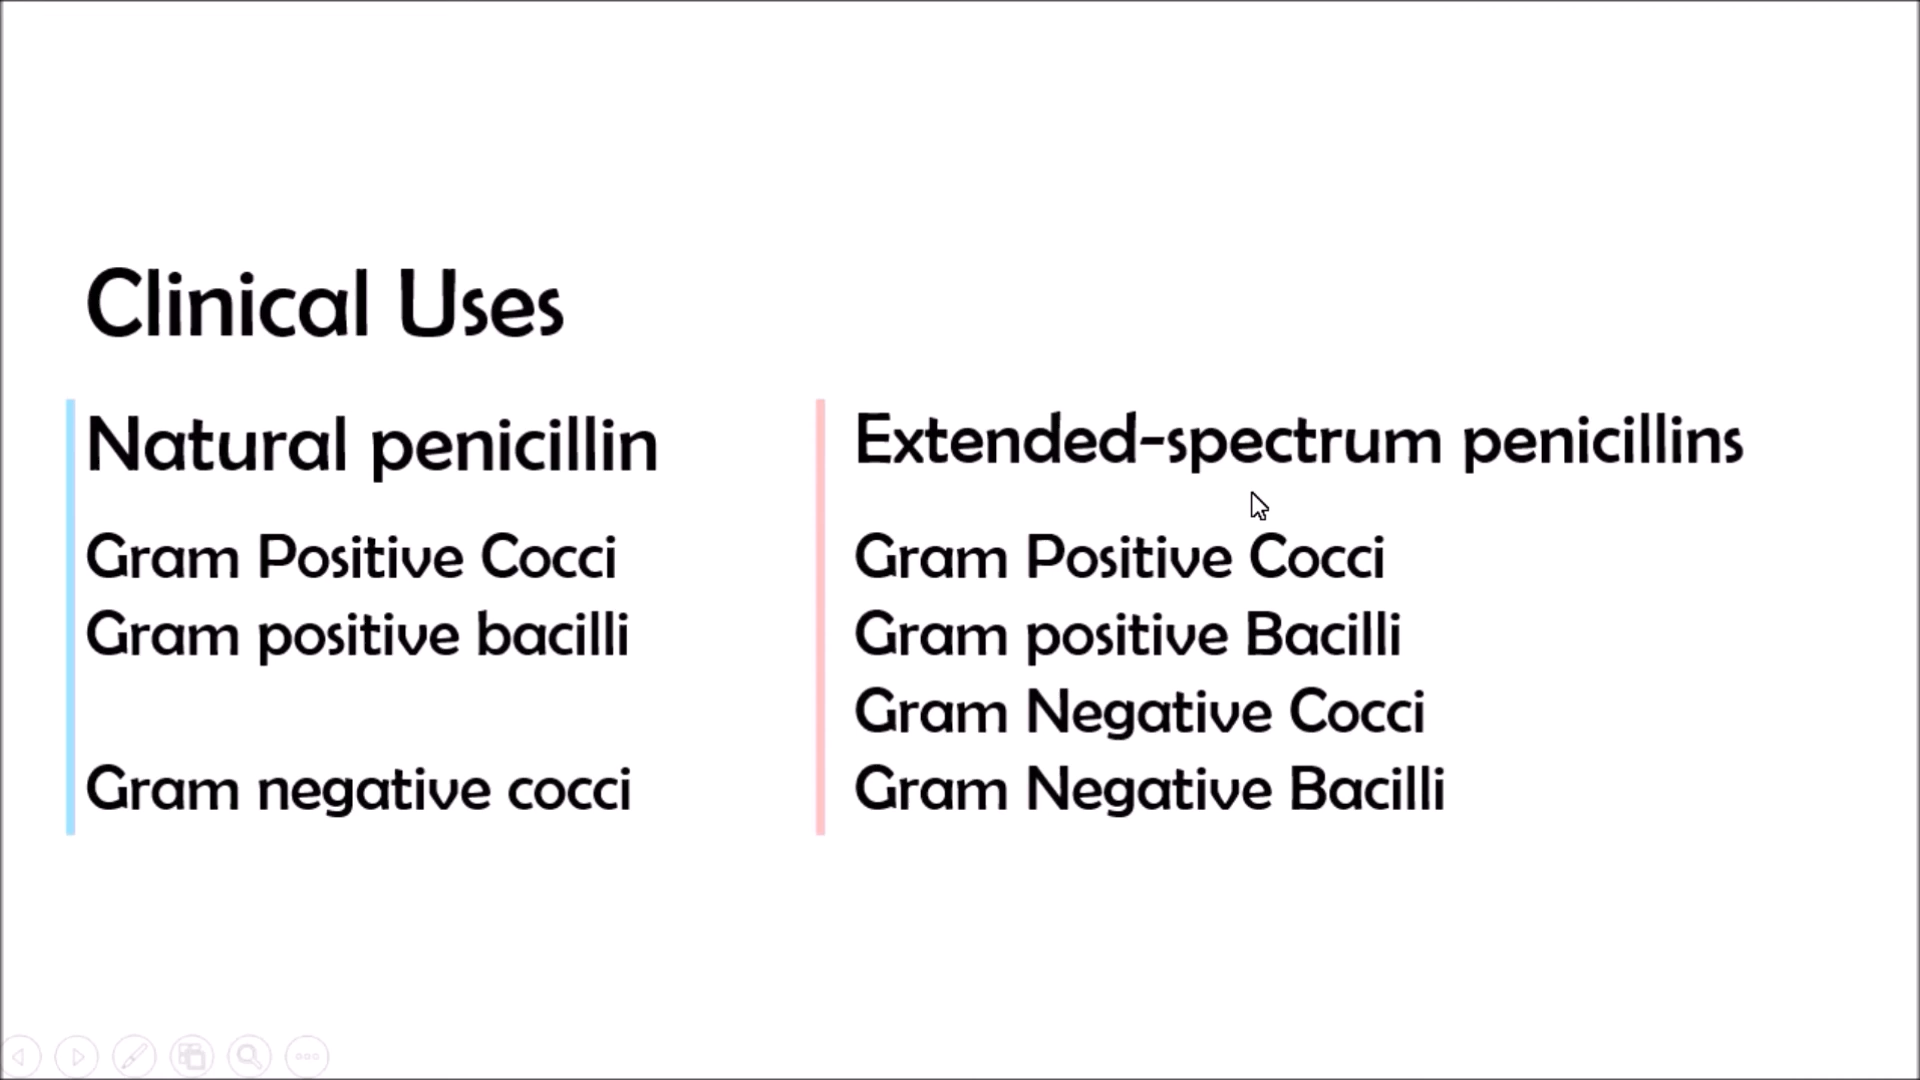 Clinical Uses
Natural penicillin
Gram Positive Cocci
Gram positive bacilli
Gram negative cocci
Extended-spectrum penicillins
Gram Positive Cocci
Gram positive Bacilli
Gram Negative Cocci
Gram Negative Bacilli